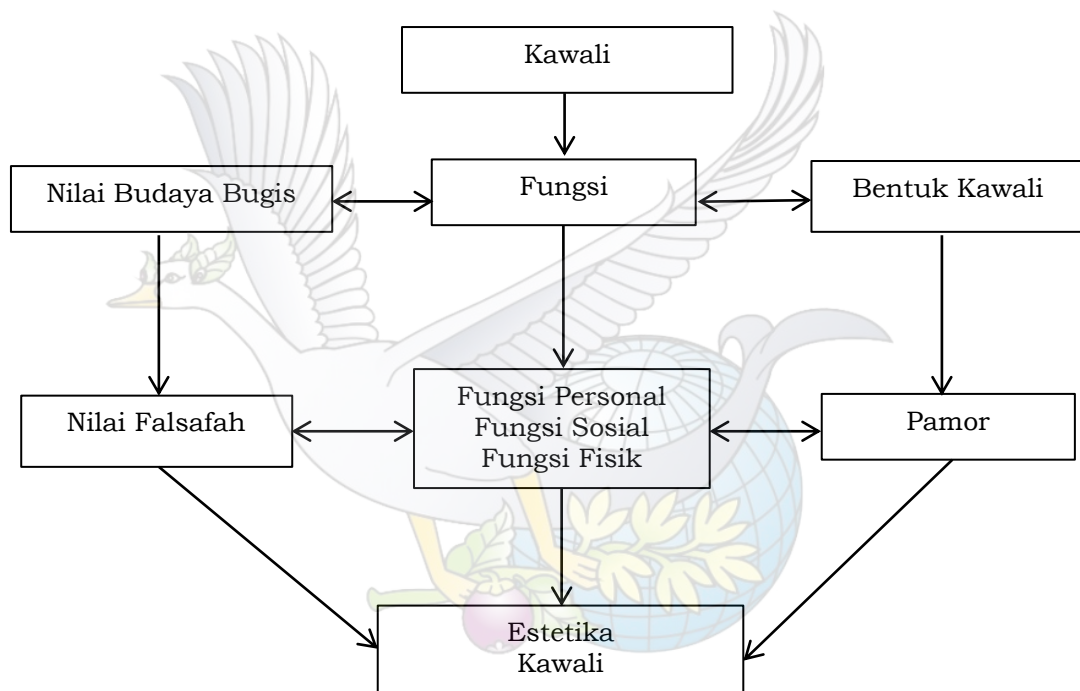 Kawali
Nilai Budaya Bugis
Fungsi
Bentuk Kawali
Nilai Falsafah
Fungsi Personal
Fungsi Sosial
Fungsi Fisik
Pamor
Estetika
Kawali